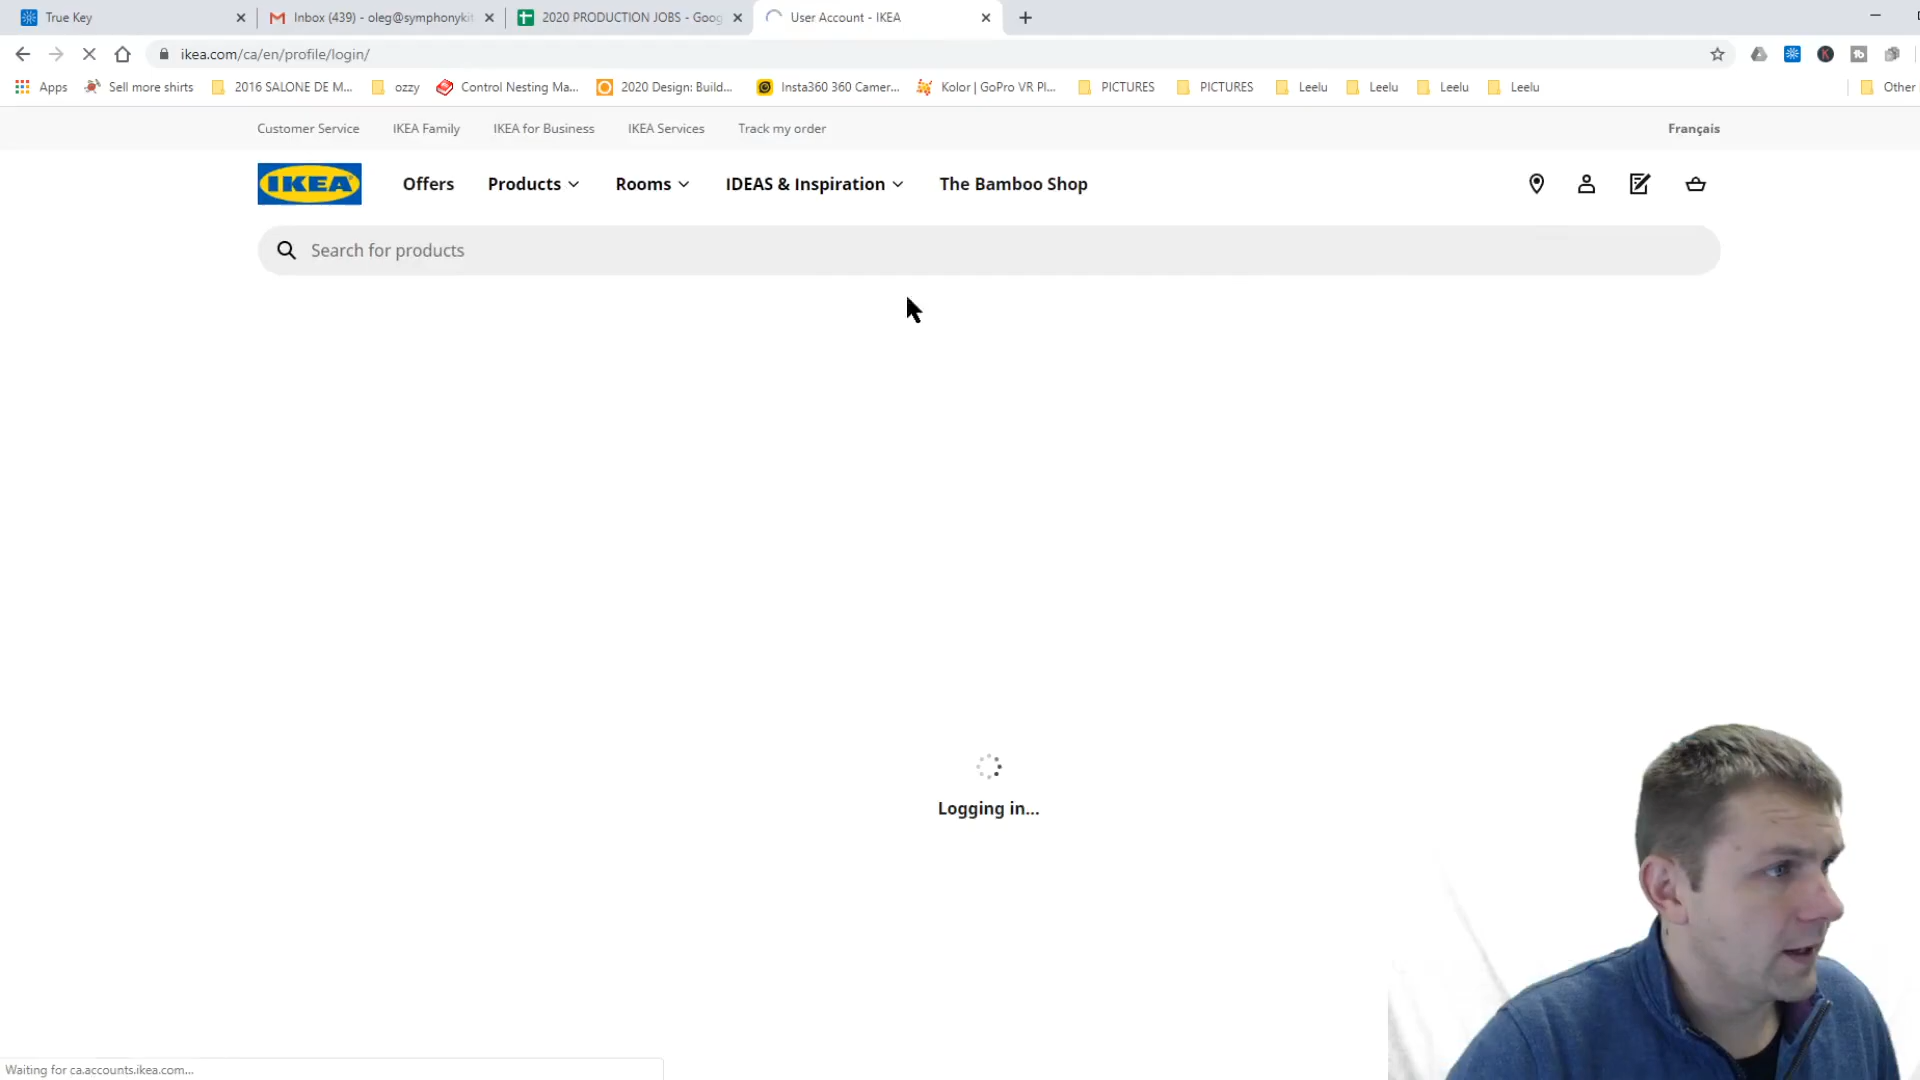 True Key
Inbox (439) - oleg@symphonykit
2020 PRODUCTION JOBS - Goog
User Account - IKEA
ikea.com/ca/en/profile/login/
Apps
Sell more shirts
2016 SALONE DE M...
ozzy
Control Nesting Ma...
2020 Design: Build...
Insta360 360 Camer...
Kolor | GoPro VR Pl...
PICTURES
PICTURES
Leelu
Leelu
Leelu
Leelu
Other
Customer Service
IKEA Family
IKEA for Business
IKEA Services
Track my order
Français
IKEA
Offers
Products
Rooms
IDEAS & Inspiration
The Bamboo Shop
Search for products
Logging in...
Waiting for ca.accounts.ikea.com...